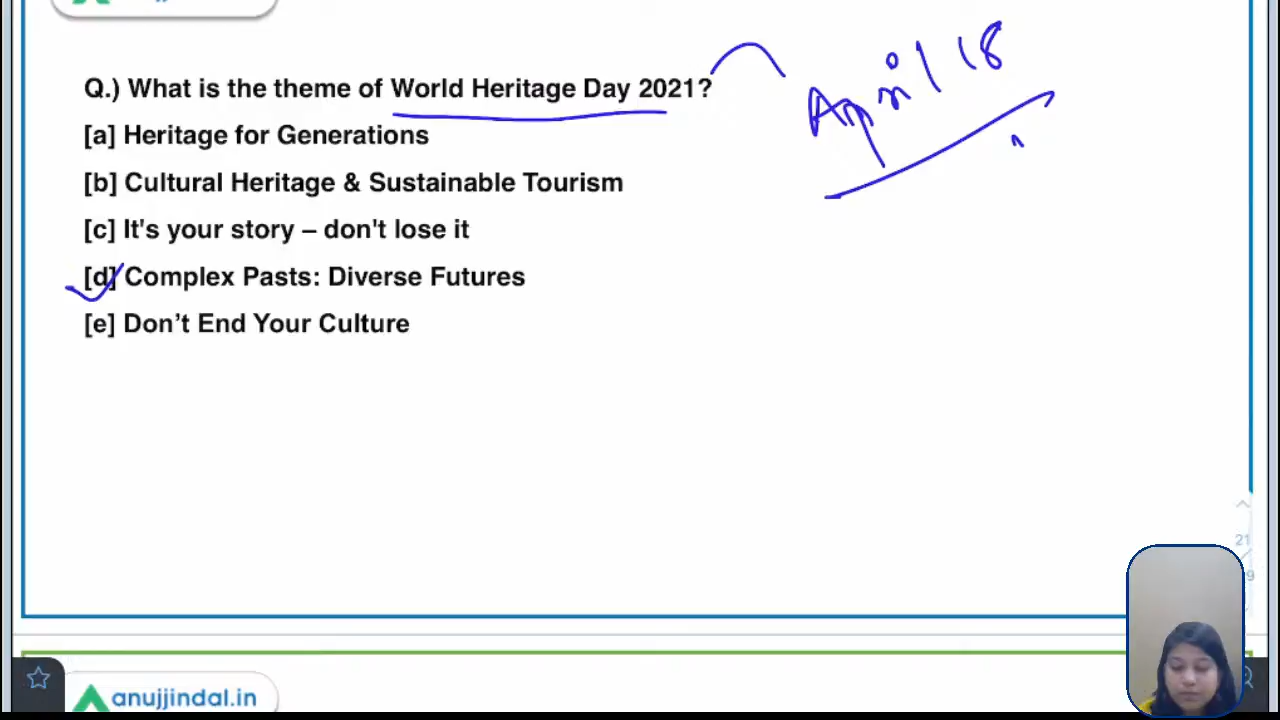 Q.) What is the theme of World Heritage Day 2021?
April 18
[a] Heritage for Generations
[b] Cultural Heritage & Sustainable Tourism
[c] It's your story – don't lose it
[d] Complex Pasts: Diverse Futures
[e] Don’t End Your Culture
21
anujjindal.in